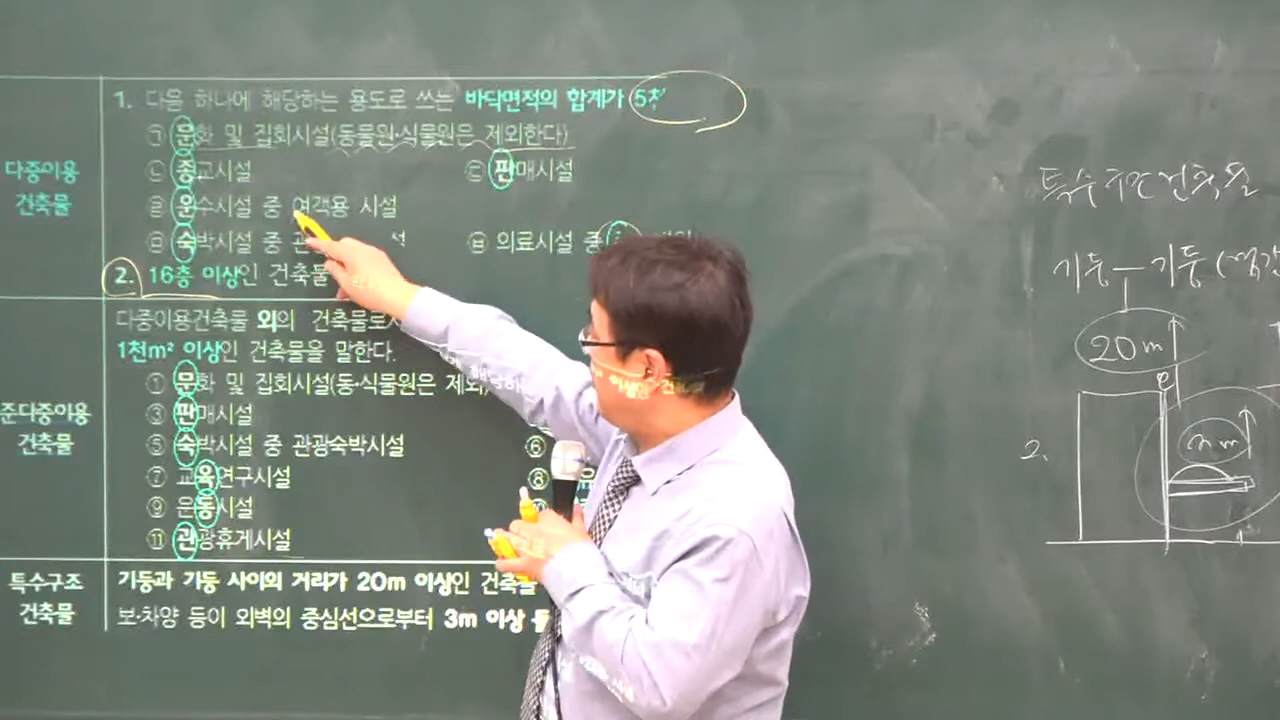 다중이용
건축물
1. 다음 하나에 해당하는 용도로 쓰는 바닥면적의 합계가 5천
㉠ 문화 및 집회시설(동물원·식물원은 제외한다)
㉡ 종교시설 ㉢ 판매시설
㉣ 운수시설 중 여객용 시설
㉤ 숙박시설 중 관 ㉥ 의료시설 중
2. 16층 이상인 건축물
준다중이용
건축물
다중이용건축물 외의 건축물로서
1천m² 이상인 건축물을 말한다.
① 문화 및 집회시설(동·식물원은 제외)
③ 판매시설
⑤ 숙박시설 중 관광숙박시설 ⑥
⑦ 교육연구시설 ⑧
⑨ 운동시설
⑪ 관광휴게시설
특수구조
건축물
기둥과 기둥 사이의 거리가 20m 이상인 건축물
보·차양 등이 외벽의 중심선으로부터 3m 이상 돌
특수구조건축물
기둥 — 기둥 (
20m
2.